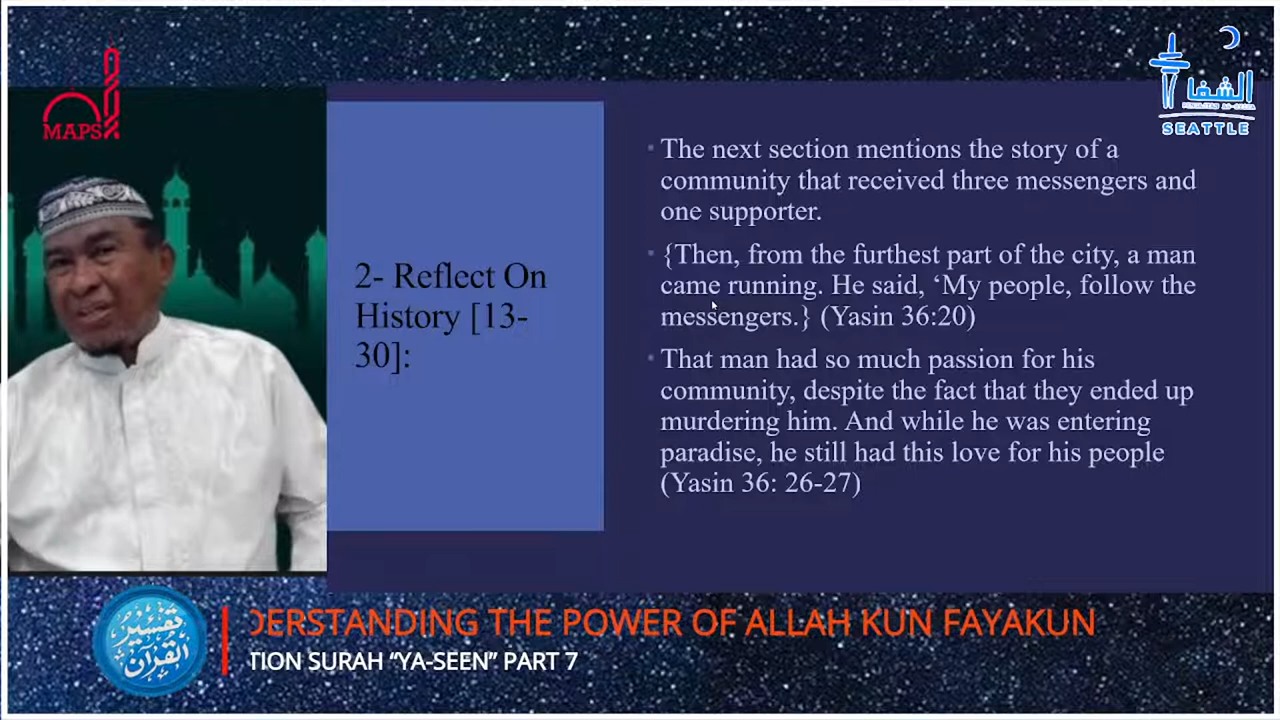 MAPS
الشفاء
SEATTLE
2- Reflect On
History [13-
30]:
▪ The next section mentions the story of a
community that received three messengers and
one supporter.
▪ {Then, from the furthest part of the city, a man
came running. He said, ‘My people, follow the
messengers.} (Yasin 36:20)
▪ That man had so much passion for his
community, despite the fact that they ended up
murdering him. And while he was entering
paradise, he still had this love for his people
(Yasin 36: 26-27)
تفسير
القرآن
DERSTANDING THE POWER OF ALLAH KUN FAYAKUN
TION SURAH “YA-SEEN” PART 7